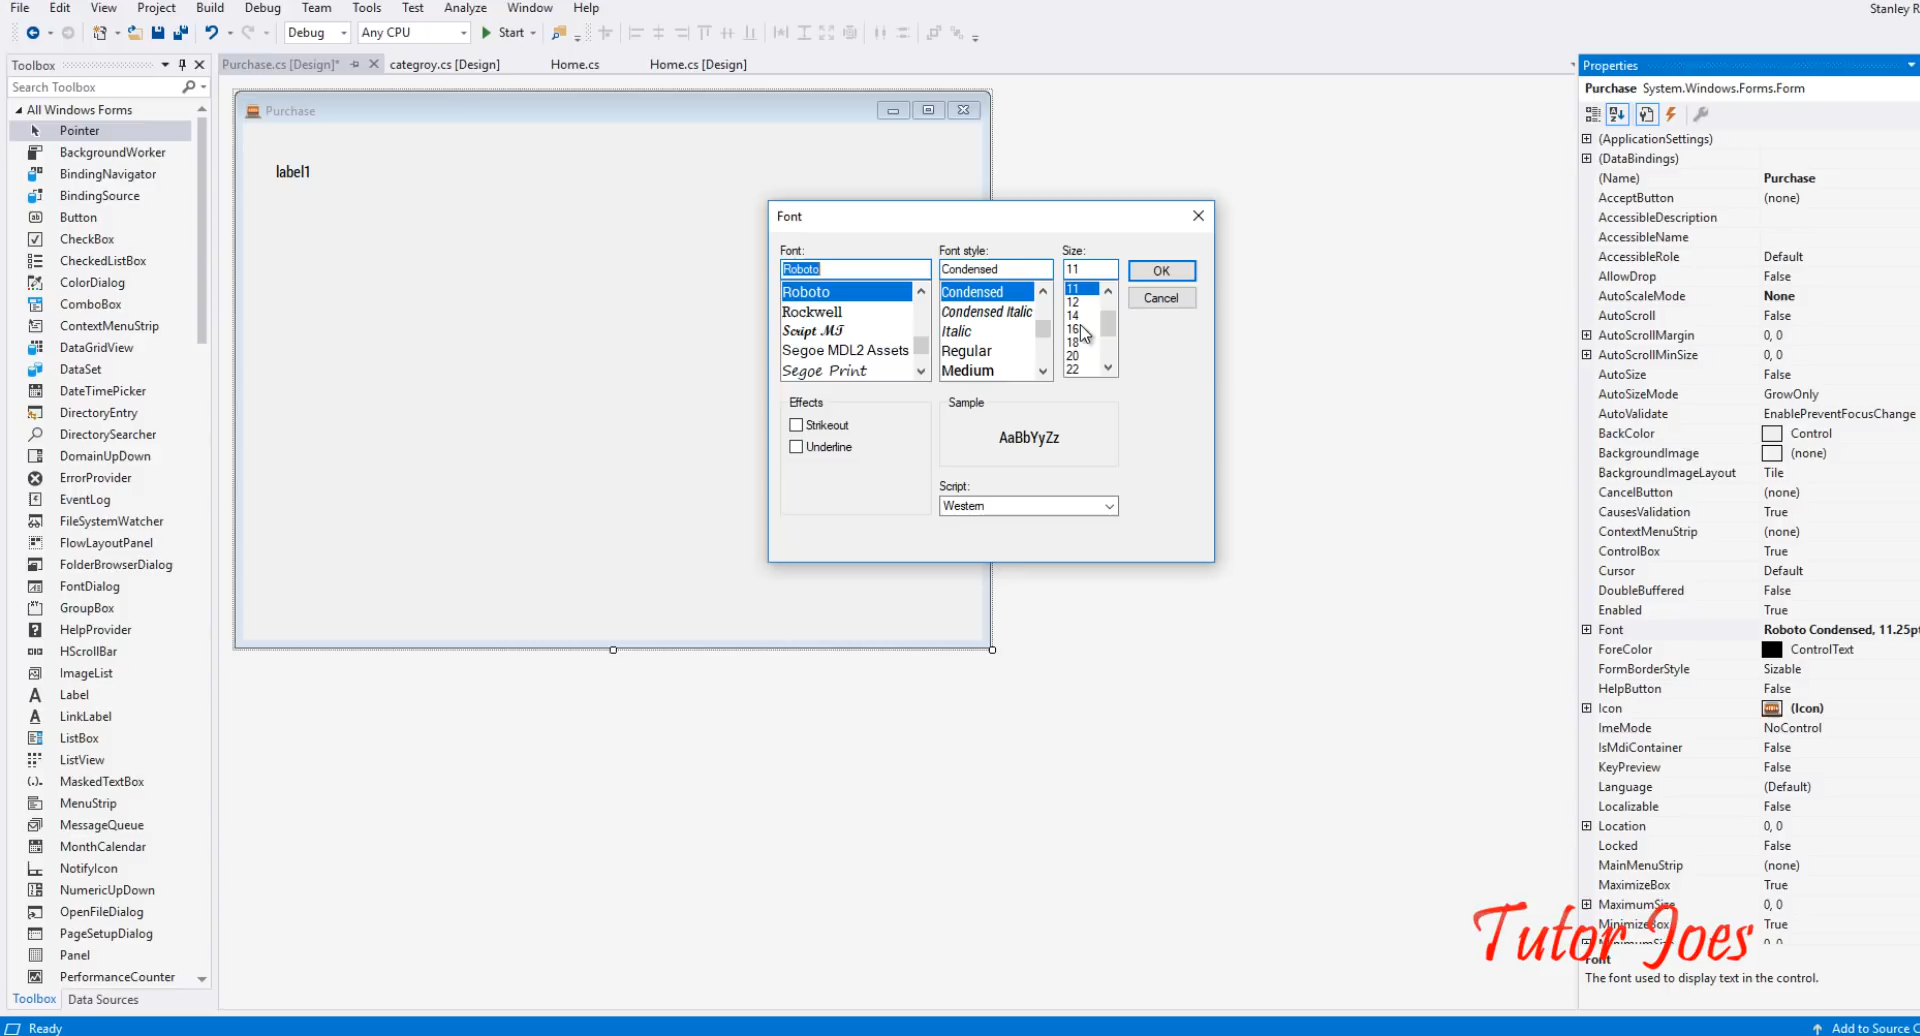 File Edit View Project Build Debug Team Tools Test Analyze Window Help
Stanley R
Debug Any CPU Start
Toolbox
Search Toolbox
All Windows Forms
Pointer
BackgroundWorker
BindingNavigator
BindingSource
Button
CheckBox
CheckedListBox
ColorDialog
ComboBox
ContextMenuStrip
DataGridView
DataSet
DateTimePicker
DirectoryEntry
DirectorySearcher
DomainUpDown
ErrorProvider
EventLog
FileSystemWatcher
FlowLayoutPanel
FolderBrowserDialog
FontDialog
GroupBox
HelpProvider
HScrollBar
ImageList
Label
LinkLabel
ListBox
ListView
MaskedTextBox
MenuStrip
MessageQueue
MonthCalendar
NotifyIcon
NumericUpDown
OpenFileDialog
PageSetupDialog
Panel
PerformanceCounter
Toolbox Data Sources
Ready
Purchase.cs [Design]* categroy.cs [Design] Home.cs Home.cs [Design]
Purchase
label1
Font
Font: Font style: Size:
Roboto Condensed 11
OK
Cancel
Roboto
Rockwell
Script MT
Segoe MDL2 Assets
Segoe Print
Condensed
Condensed Italic
Italic
Regular
Medium
11
12
14
16
18
20
22
Effects
Strikeout
Underline
Sample
AaBbYyZz
Script:
Western
Properties
Purchase System.Windows.Forms.Form
(ApplicationSettings)
(DataBindings)
(Name) Purchase
AcceptButton (none)
AccessibleDescription
AccessibleName
AccessibleRole Default
AllowDrop False
AutoScaleMode None
AutoScroll False
AutoScrollMargin 0, 0
AutoScrollMinSize 0, 0
AutoSize False
AutoSizeMode GrowOnly
AutoValidate EnablePreventFocusChange
BackColor Control
BackgroundImage (none)
BackgroundImageLayout Tile
CancelButton (none)
CausesValidation True
ContextMenuStrip (none)
ControlBox True
Cursor Default
DoubleBuffered False
Enabled True
Font Roboto Condensed, 11.25pt
ForeColor ControlText
FormBorderStyle Sizable
HelpButton False
Icon (Icon)
ImeMode NoControl
IsMdiContainer False
KeyPreview False
Language (Default)
Localizable False
Location 0, 0
Locked False
MainMenuStrip (none)
MaximizeBox True
MaximumSize 0, 0
MinimizeBox True
Tutor Joes
Font
The font used to display text in the control.
Add to Source C